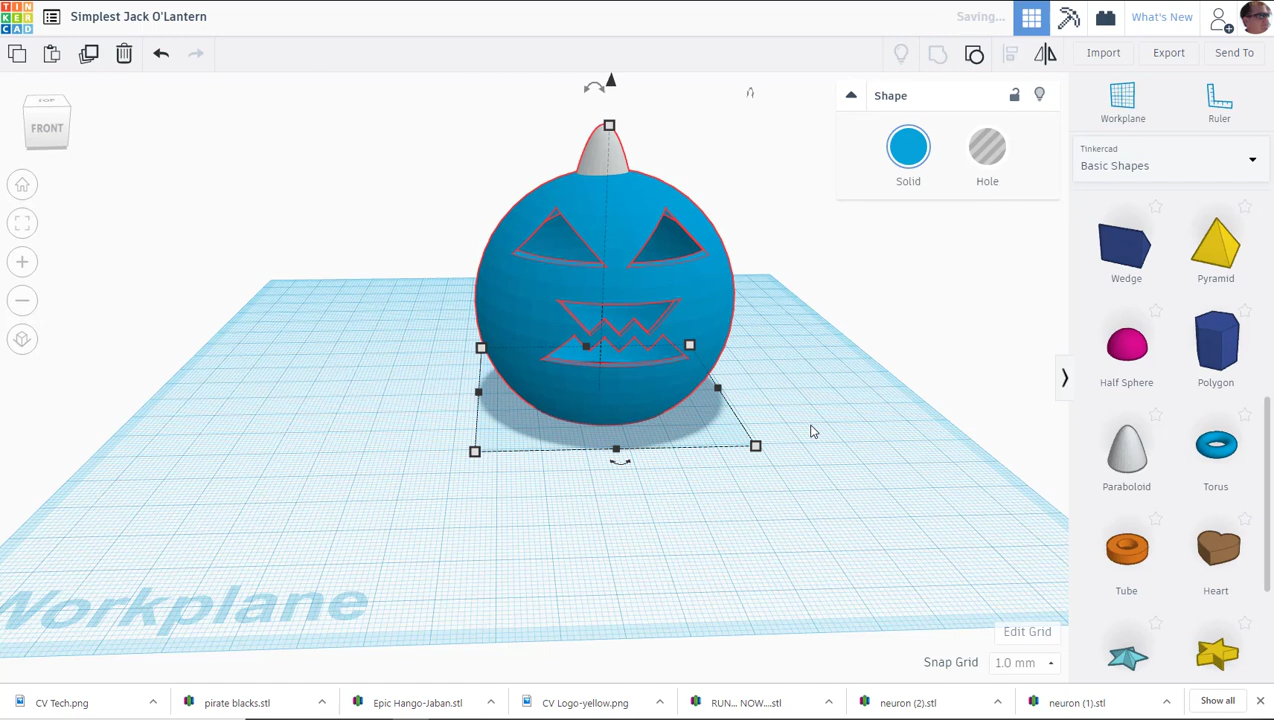 TIN
KER
CAD
Simplest Jack O'Lantern
Saving...
What's New
Import
Export
Send To
TOP
FRONT
Shape
Solid
Hole
Workplane
Ruler
Tinkercad
Basic Shapes
Wedge
Pyramid
Half Sphere
Polygon
Paraboloid
Torus
Tube
Heart
Workplane
Edit Grid
Snap Grid
1.0 mm
CV Tech.png
pirate blacks.stl
Epic Hango-Jaban.stl
CV Logo-yellow.png
RUN... NOW....stl
neuron (2).stl
neuron (1).stl
Show all